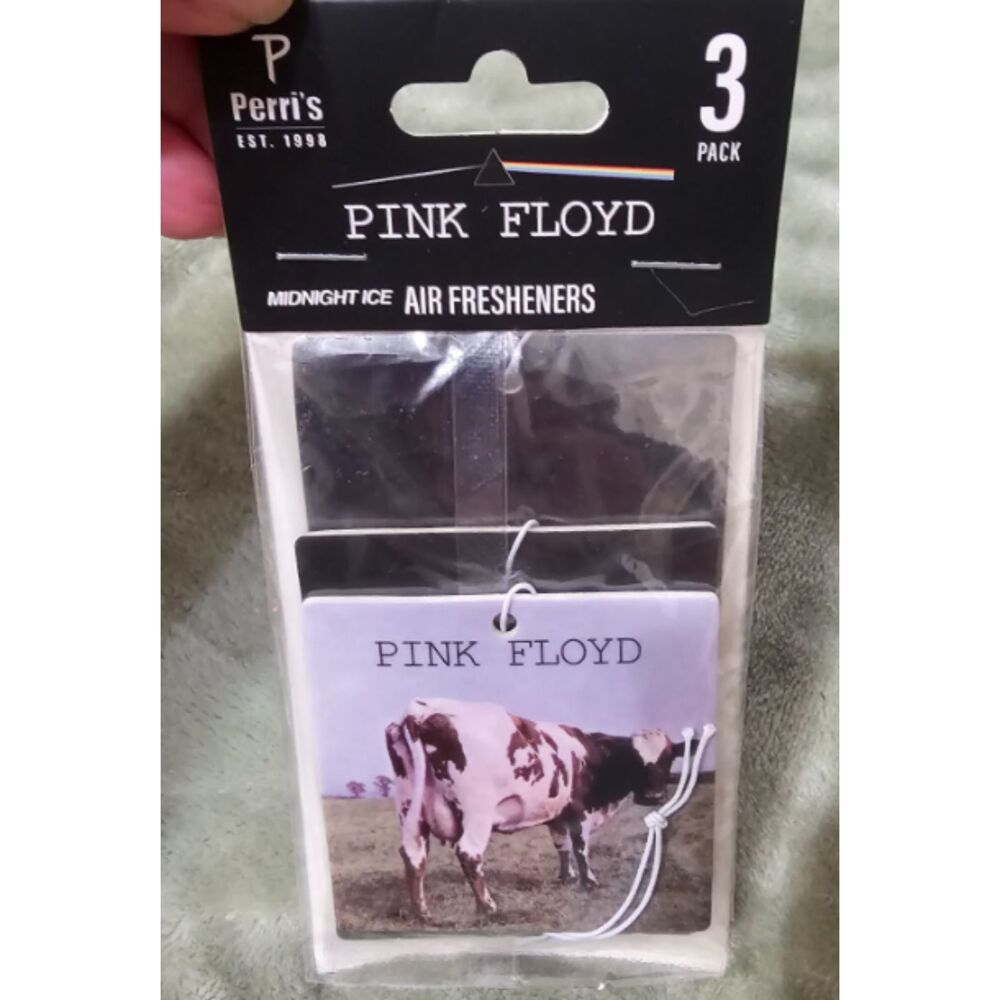 P
Perri's
EST. 1998
3
PACK
PINK FLOYD
MIDNIGHT ICE AIR FRESHENERS
PINK FLOYD